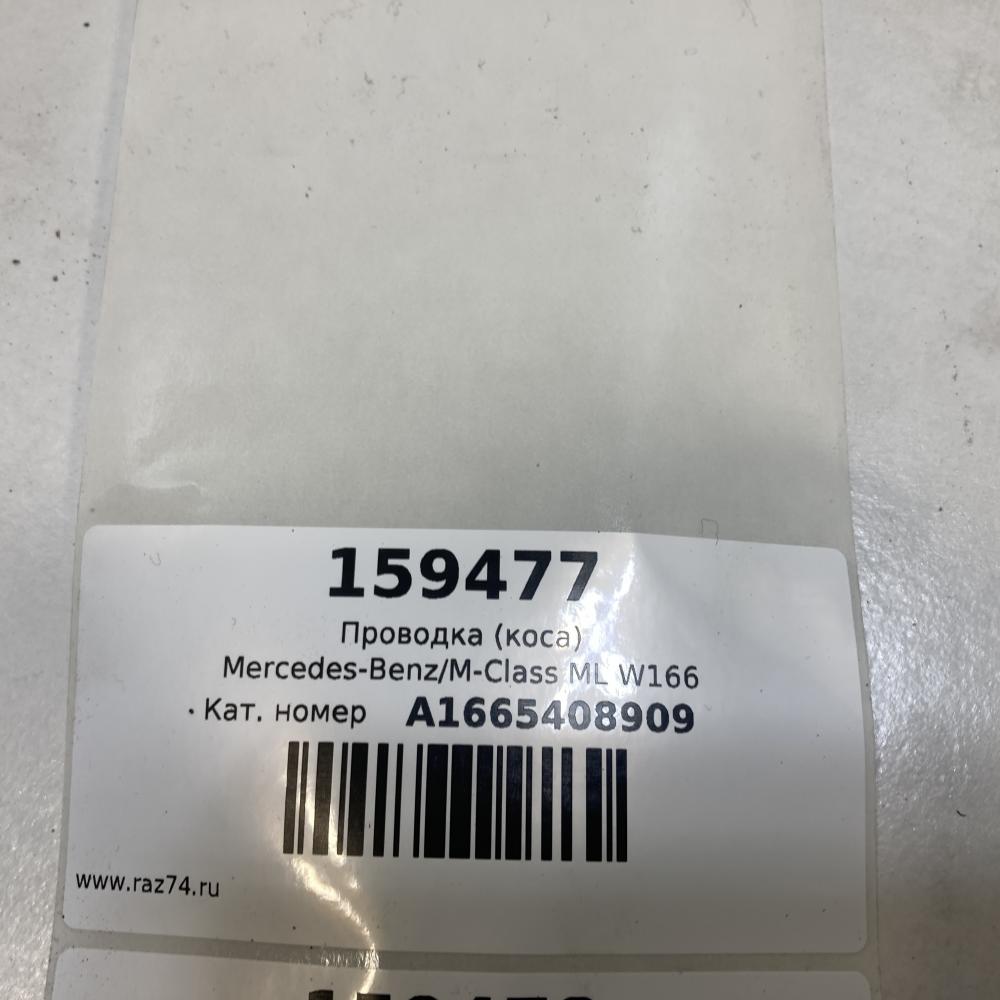 159477
Проводка (коса)
Mercedes-Benz/M-Class ML W166
· Кат. номер A1665408909
www.raz74.ru